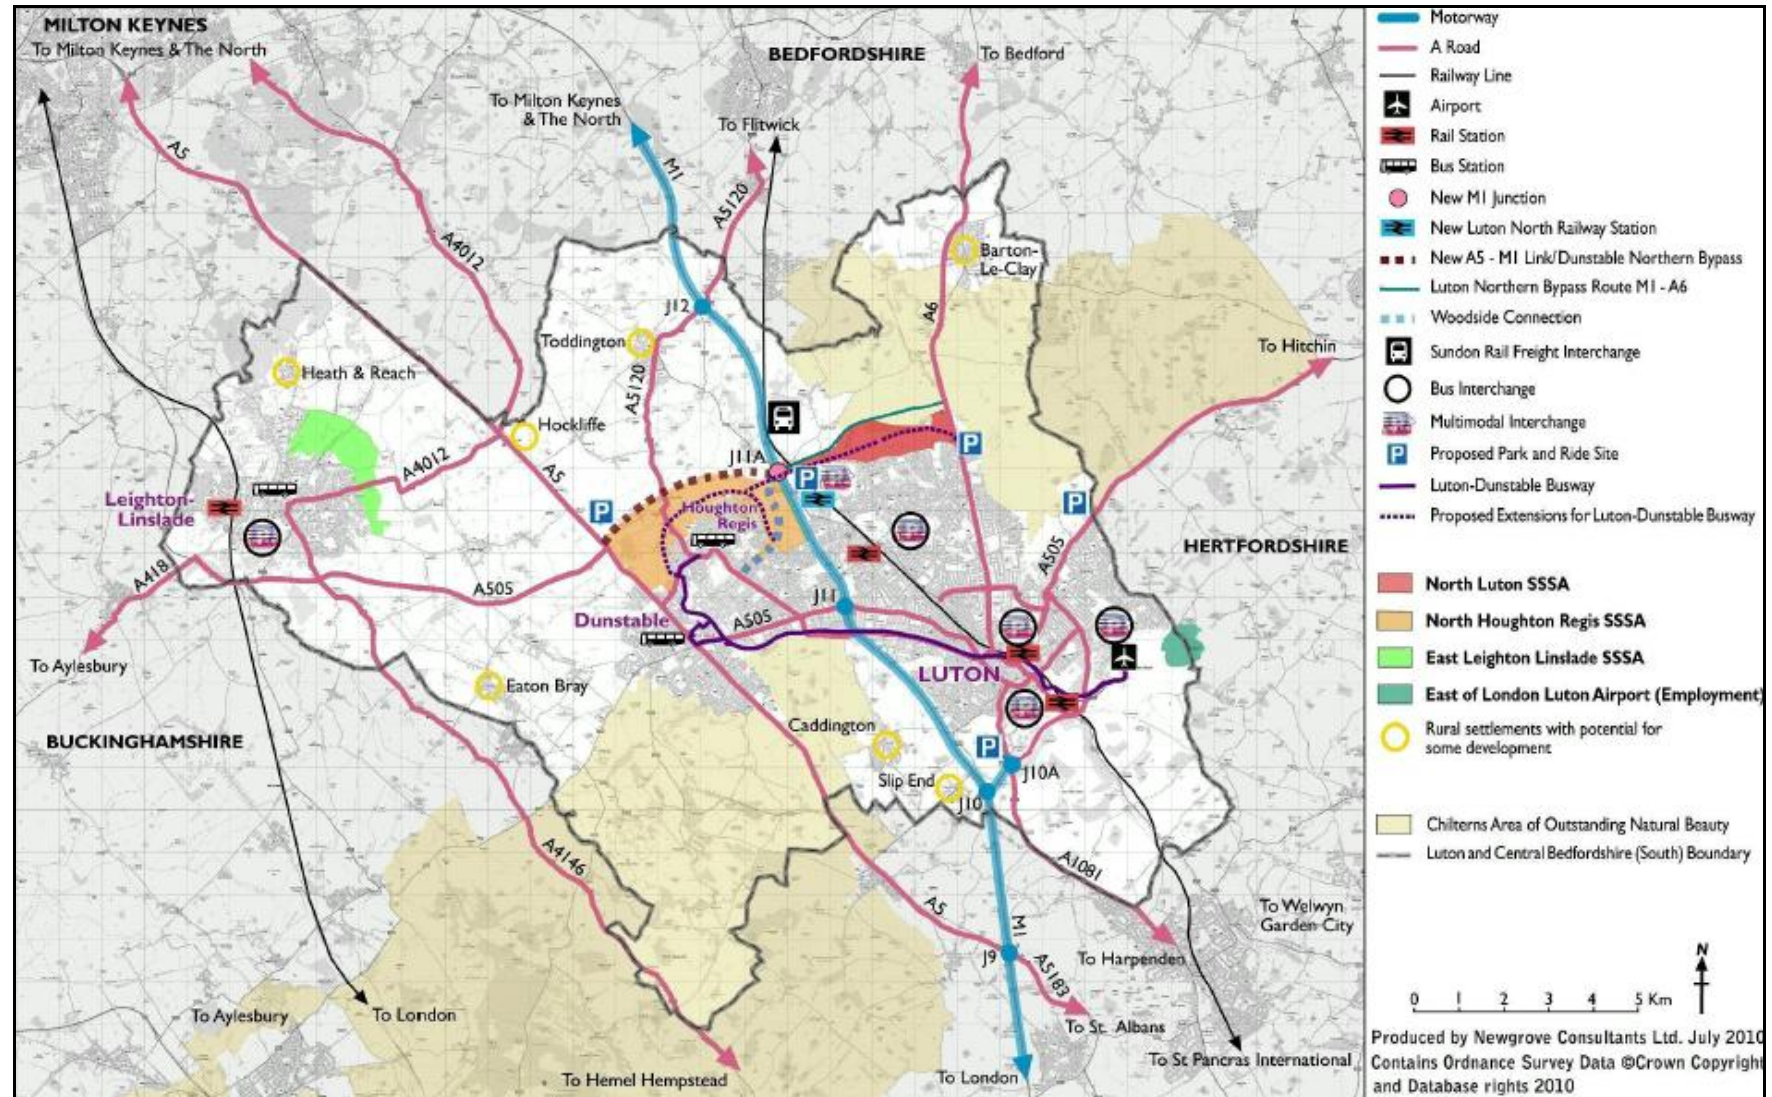 MILTON KEYNES
To Milton Keynes & The North
BEDFORDSHIRE
To Bedford
To Milton Keynes
& The North
To Flitwick
A5
M1
A5120
A4012
Barton-
Le-Clay
J12
A6
Toddington
To Hitchin
Heath & Reach
A5120
Hockliffe
J11A
A4012
A5
Leighton-
Linslade
Houghton
Regis
HERTFORDSHIRE
A505
A418
A505
J11
Dunstable
A505
To Aylesbury
LUTON
Eaton Bray
Caddington
BUCKINGHAMSHIRE
Slip End
J10A
J10
A4146
A1081
A5
M1
To Welwyn
Garden City
J9
A5183
To Harpenden
To Aylesbury
To London
To St. Albans
To St Pancras International
To Hemel Hempstead
To London
Motorway
A Road
Railway Line
Airport
Rail Station
Bus Station
New M1 Junction
New Luton North Railway Station
New A5 - M1 Link/Dunstable Northern Bypass
Luton Northern Bypass Route M1 - A6
Woodside Connection
Sundon Rail Freight Interchange
Bus Interchange
Multimodal Interchange
Proposed Park and Ride Site
Luton-Dunstable Busway
Proposed Extensions for Luton-Dunstable Busway
North Luton SSSA
North Houghton Regis SSSA
East Leighton Linslade SSSA
East of London Luton Airport (Employment)
Rural settlements with potential for
some development
Chilterns Area of Outstanding Natural Beauty
Luton and Central Bedfordshire (South) Boundary
N
0 1 2 3 4 5 Km
Produced by Newgrove Consultants Ltd. July 2010
Contains Ordnance Survey Data ©Crown Copyright
and Database rights 2010
P
P
P
P
P
P